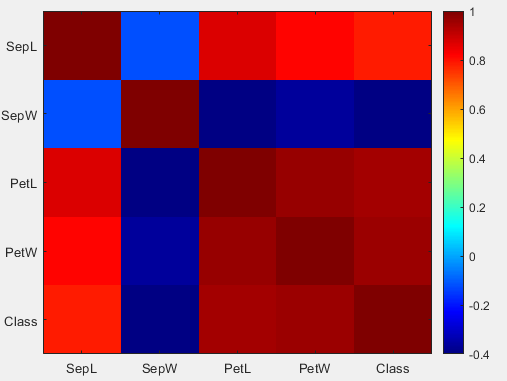 SepL
SepW
PetL
PetW
Class
SepL SepW PetL PetW Class
1
0.8
0.6
0.4
0.2
0
-0.2
-0.4